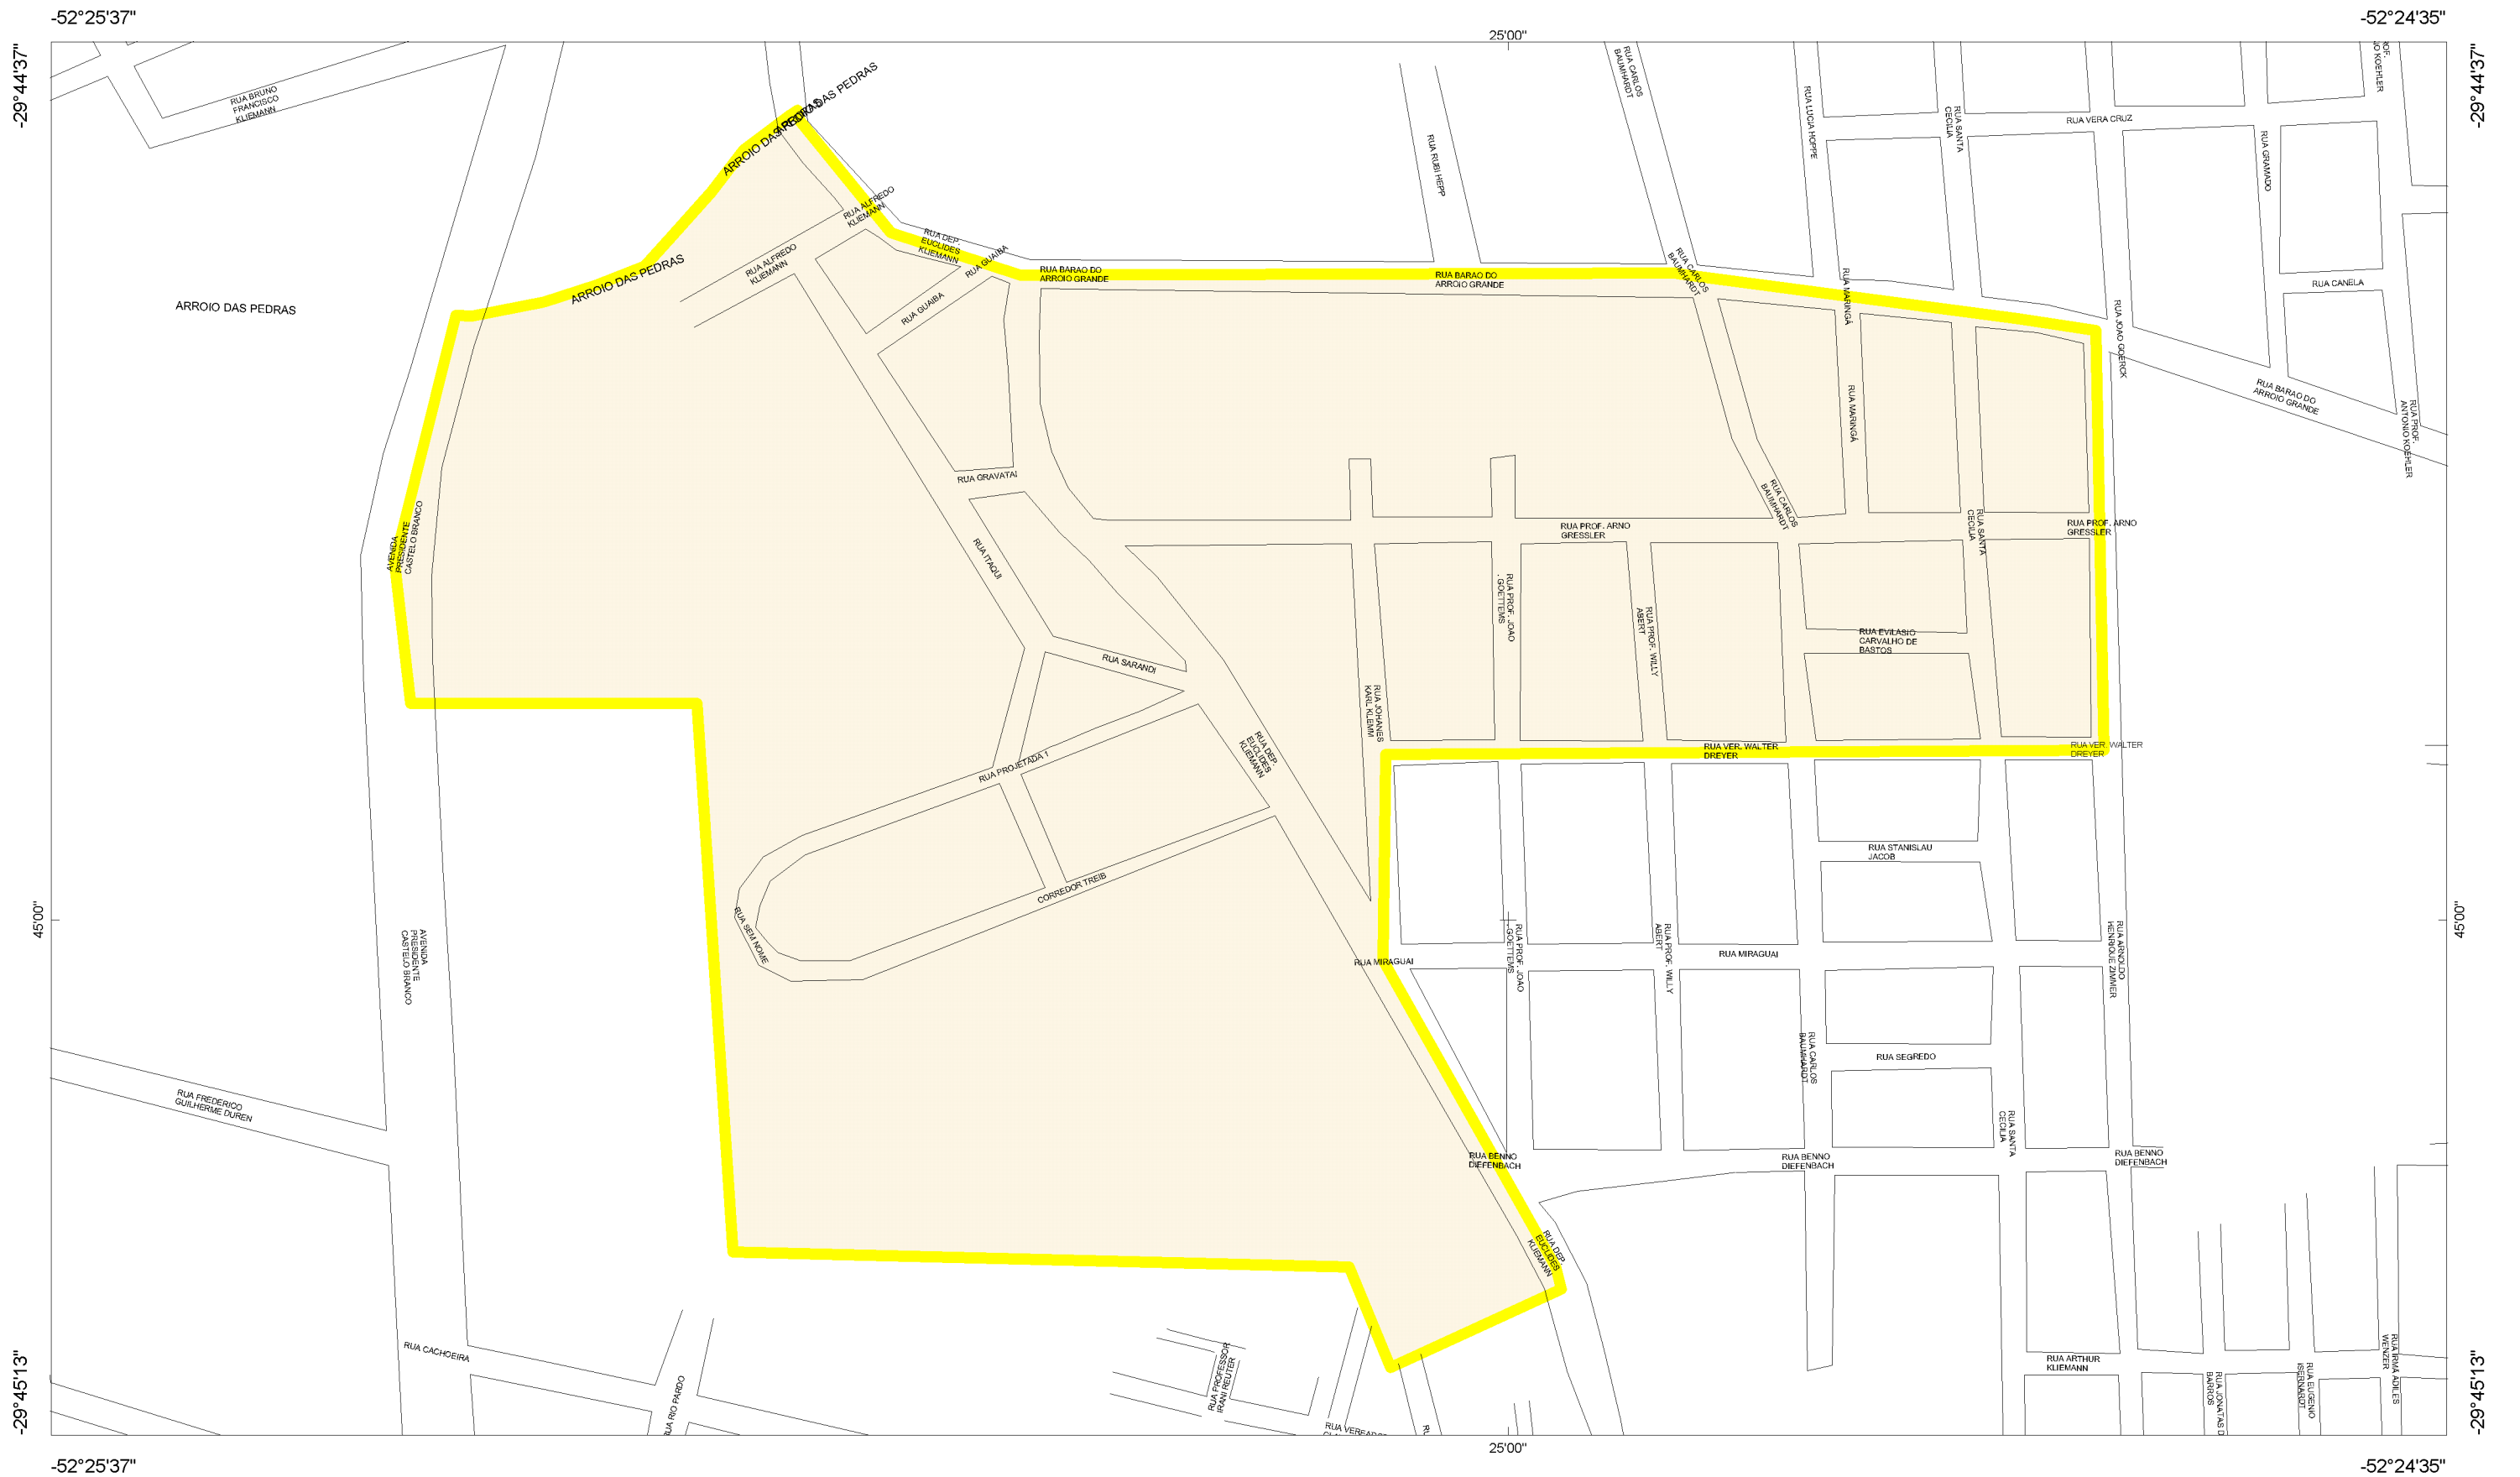 -52°25'37"
-52°24'35"
25'00"
-29°44'37"
-29°44'37"
RUA BRUNO
FRANCISCO
KLIEMANN
ARROIO DAS PEDRAS
ARROIO DAS PEDRAS
RUA CARLOS
BAUMHARDT
RUA LUCIA HOPPE
RUA SANTA
CECILIA
RUA VERA CRUZ
RUA GRAMADO
PROF.
KOEHLER
RUA RUBI HEPP
RUA ALFREDO
KLIEMANN
RUA DEP.
EUCLIDES
KLIEMANN
RUA GUAIBA
RUA ALFREDO
KLIEMANN
ARROIO DAS PEDRAS
ARROIO DAS PEDRAS
RUA GUAIBA
RUA BARAO DO
ARROIO GRANDE
RUA BARAO DO
ARROIO GRANDE
RUA CARLOS
BAUMHARDT
RUA MARINGÁ
RUA CANELA
RUA JOAO GOERCK
RUA MARINGÁ
RUA BARAO DO
ARROIO GRANDE
RUA PROF.
ANTONIO KOEHLER
RUA GRAVATAI
RUA CARLOS
BAUMHARDT
AVENIDA
PRESIDENTE
CASTELO BRANCO
RUA ITAQUI
RUA PROF. ARNO
GRESSLER
RUA SANTA
CECILIA
RUA PROF. ARNO
GRESSLER
RUA PROF. JOAO
. GOETTEMS
RUA PROF. WILLY
ABERT
RUA EVILASIO
CARVALHO DE
BASTOS
RUA SARANDI
RUA JOHANES
KARL KLEMM
RUA DEP.
EUCLIDES
KLIEMANN
RUA VER. WALTER
DREYER
RUA VER. WALTER
DREYER
RUA PROJETADA 1
RUA STANISLAU
JACOB
CORREDOR TREIB
RUA SEM NOME
45'00"
45'00"
AVENIDA
PRESIDENTE
CASTELO BRANCO
RUA MIRAGUAI
RUA PROF. JOAO
. GOETTEMS
RUA PROF. WILLY
ABERT
RUA MIRAGUAI
RUA ARNOLDO
HENRIQUE ZIMMER
RUA CARLOS
BAUMHARDT
RUA SEGREDO
RUA FREDERICO
GUILHERME DUREN
RUA SANTA
CECILIA
RUA BENNO
DIEFENBACH
RUA BENNO
DIEFENBACH
RUA BENNO
DIEFENBACH
RUA DEP.
EUCLIDES
KLIEMANN
RUA CACHOEIRA
RUA PROFESSOR
IRANI REUTER
RUA ARTHUR
KLIEMANN
RUA IRMÃ ADILES
WENZER
RUA EUGENIO
ISERNARDT
RUA JONATAS D
BARROS
RUA RIO PARDO
RUA VEREADOR
-29°45'13"
-29°45'13"
25'00"
-52°25'37"
-52°24'35"